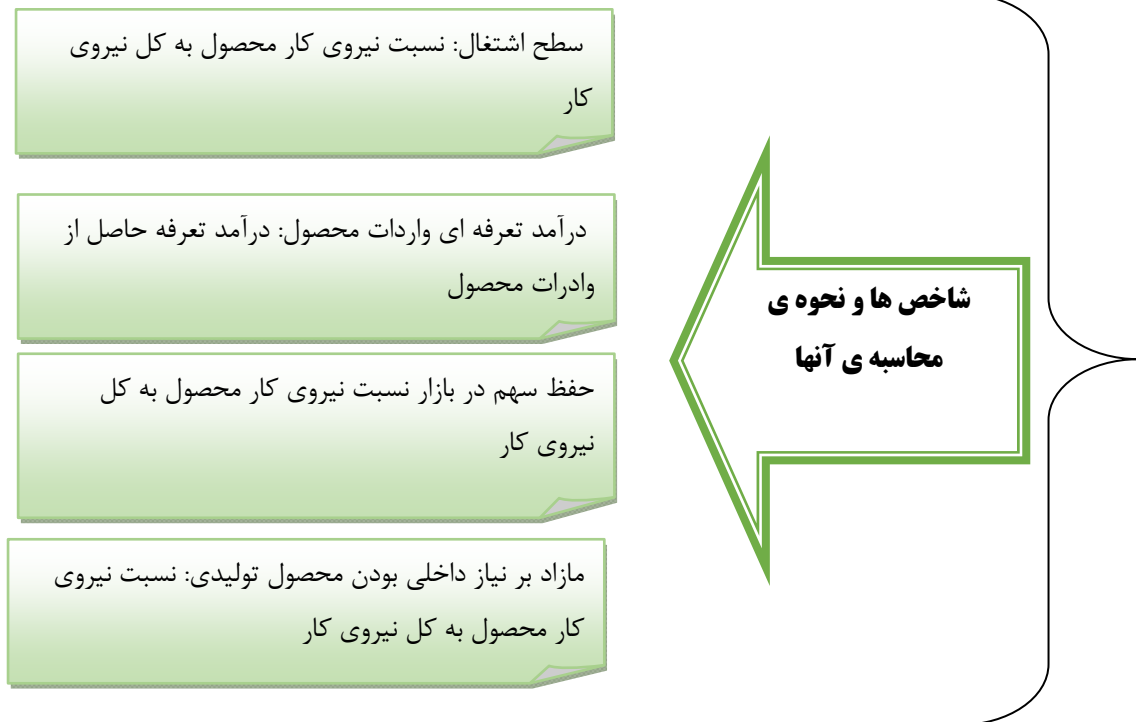 شاخص ها و نحوه ی
محاسبه ی آنها
سطح اشتغال: نسبت نیروی کار محصول به کل نیروی
کار
درآمد تعرفه ای واردات محصول: درآمد تعرفه حاصل از
وادرات محصول
حفظ سهم در بازار نسبت نیروی کار محصول به کل
نیروی کار
مازاد بر نیاز داخلی بودن محصول تولیدی: نسبت نیروی
کار محصول به کل نیروی کار